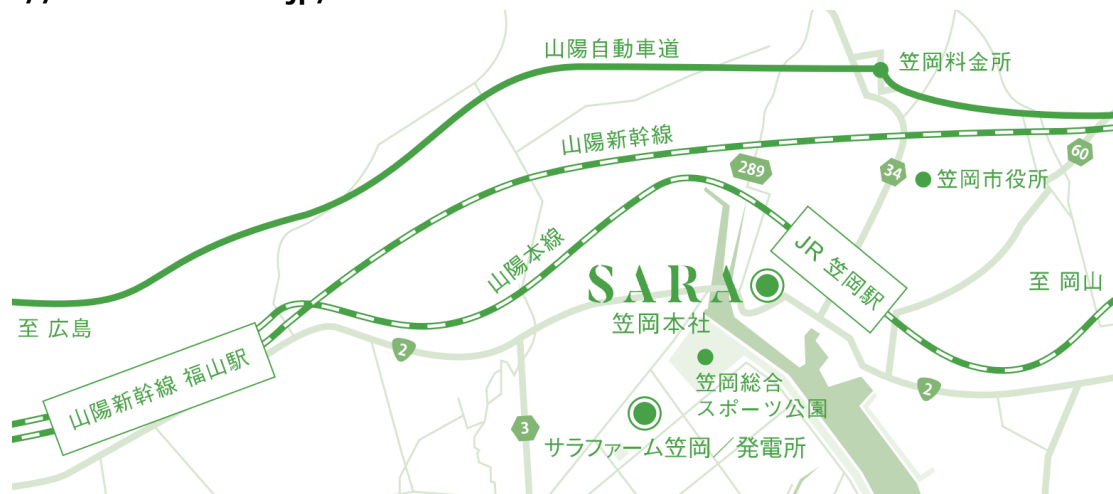 山陽自動車道
笠岡料金所
山陽新幹線
289
34
60
笠岡市役所
山陽本線
JR 笠岡駅
SARA
笠岡本社
至 岡山
至 広島
山陽新幹線 福山駅
2
笠岡総合
スポーツ公園
2
3
サラファーム笠岡／発電所